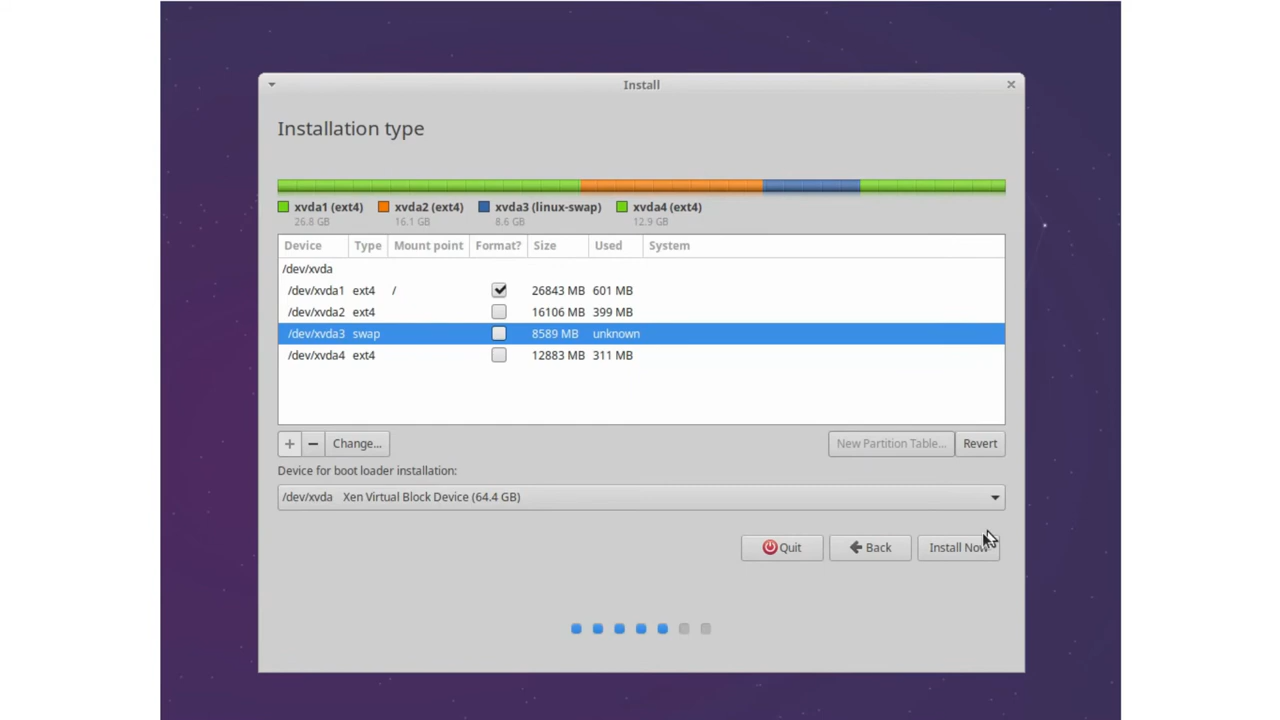 Install
Installation type
xvda1 (ext4) xvda2 (ext4) xvda3 (linux-swap) xvda4 (ext4)
26.8 GB 16.1 GB 8.6 GB 12.9 GB
Device Type Mount point Format? Size Used System
/dev/xvda
/dev/xvda1 ext4 / 26843 MB 601 MB
/dev/xvda2 ext4 16106 MB 399 MB
/dev/xvda3 swap 8589 MB unknown
/dev/xvda4 ext4 12883 MB 311 MB
+ − Change... New Partition Table... Revert
Device for boot loader installation:
/dev/xvda Xen Virtual Block Device (64.4 GB)
Quit Back Install Now